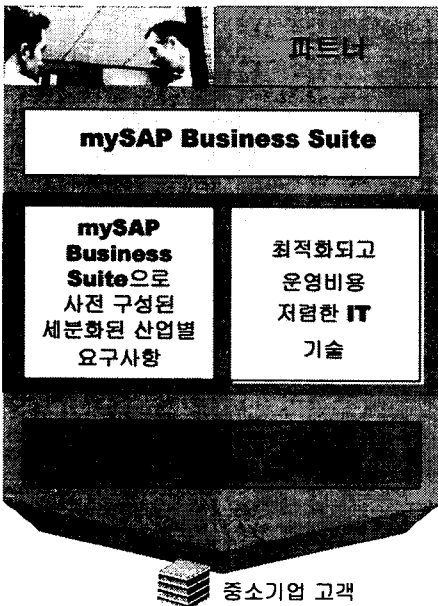 파트너
mySAP Business Suite
mySAP
Business
Suite으로
사전 구성된
세분화된 산업별
요구사항
최적화되고
운영비용
저렴한 IT
기술
중소기업 고객